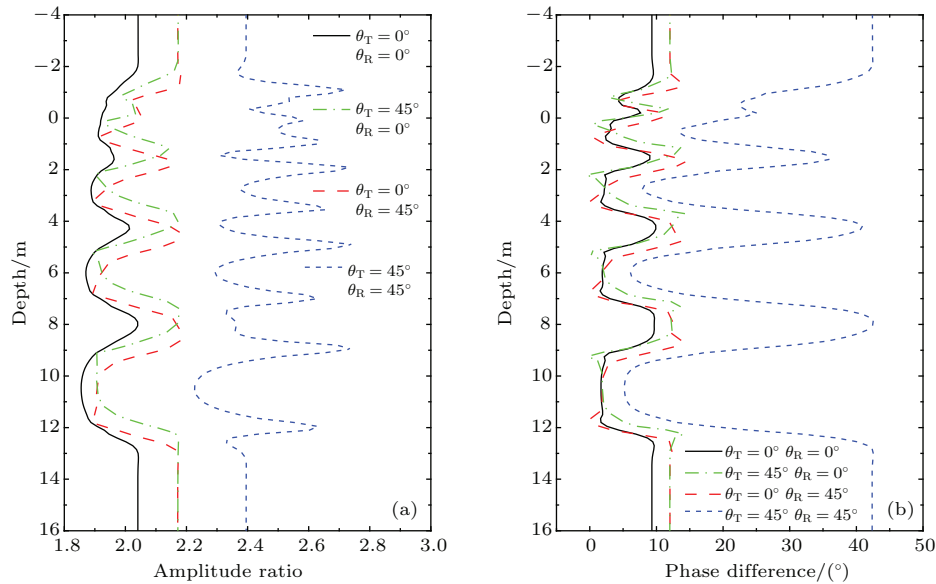 −4
−2
0
2
4
6
8
10
12
14
16
1.8
2.0
2.2
2.4
2.6
2.8
3.0
Depth/m
Amplitude ratio
θT = 0°
θR = 0°
θT = 45°
θR = 0°
θT = 0°
θR = 45°
θT = 45°
θR = 45°
(a)
−4
−2
0
2
4
6
8
10
12
14
16
0
10
20
30
40
50
Depth/m
Phase difference/(°)
θT = 0° θR = 0°
θT = 45° θR = 0°
θT = 0° θR = 45°
θT = 45° θR = 45°
(b)